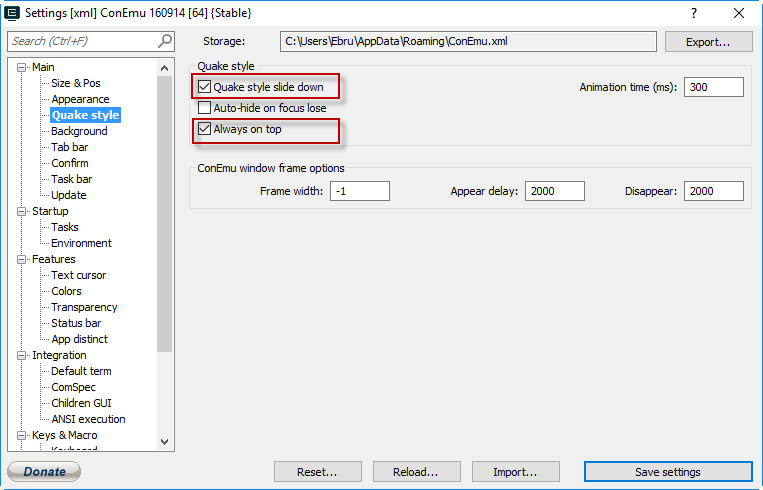 Settings [xml] ConEmu 160914 [64] {Stable}
Search (Ctrl+F)
Storage:
C:\Users\Ebru\AppData\Roaming\ConEmu.xml
Export...
Main
Size & Pos
Appearance
Quake style
Background
Tab bar
Confirm
Task bar
Update
Startup
Tasks
Environment
Features
Text cursor
Colors
Transparency
Status bar
App distinct
Integration
Default term
ComSpec
Children GUI
ANSI execution
Keys & Macro
Quake style
Quake style slide down
Animation time (ms): 300
Auto-hide on focus lose
Always on top
ConEmu window frame options
Frame width: -1
Appear delay: 2000
Disappear: 2000
Donate
Reset...
Reload...
Import...
Save settings